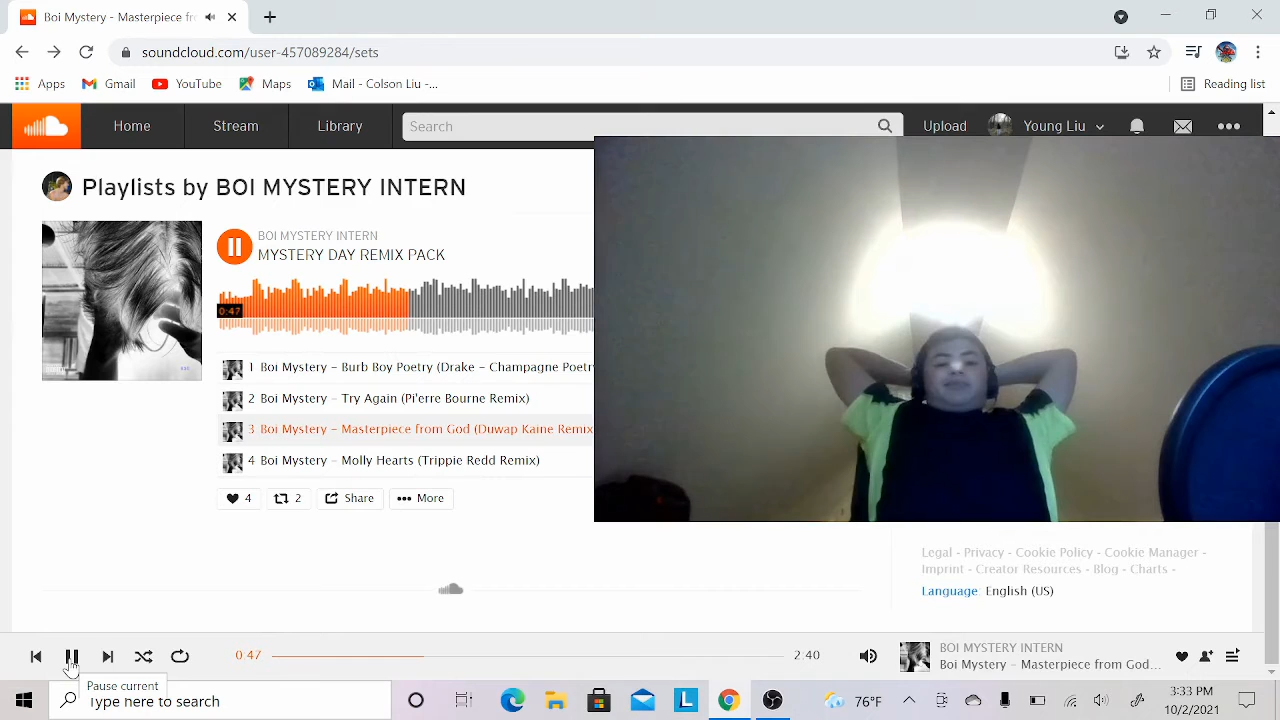 Boi Mystery - Masterpiece fr
soundcloud.com/user-457089284/sets
Apps
Gmail
YouTube
Maps
Mail - Colson Liu -...
Reading list
Home
Stream
Library
Search
Upload
Young Liu
Playlists by BOI MYSTERY INTERN
BOI MYSTERY INTERN
MYSTERY DAY REMIX PACK
0:47
1 Boi Mystery – Burb Boy Poetry (Drake – Champagne Poetry
2 Boi Mystery – Try Again (Pi'erre Bourne Remix)
3 Boi Mystery – Masterpiece from God (Duwap Kaine Remix
4 Boi Mystery – Molly Hearts (Trippie Redd Remix)
4
2
Share
More
Legal - Privacy - Cookie Policy - Cookie Manager -
Imprint - Creator Resources - Blog - Charts -
Language: English (US)
0:47
2:40
BOI MYSTERY INTERN
Boi Mystery – Masterpiece from God...
Pause current
Type here to search
L
76°F
3:33 PM
10/2/2021